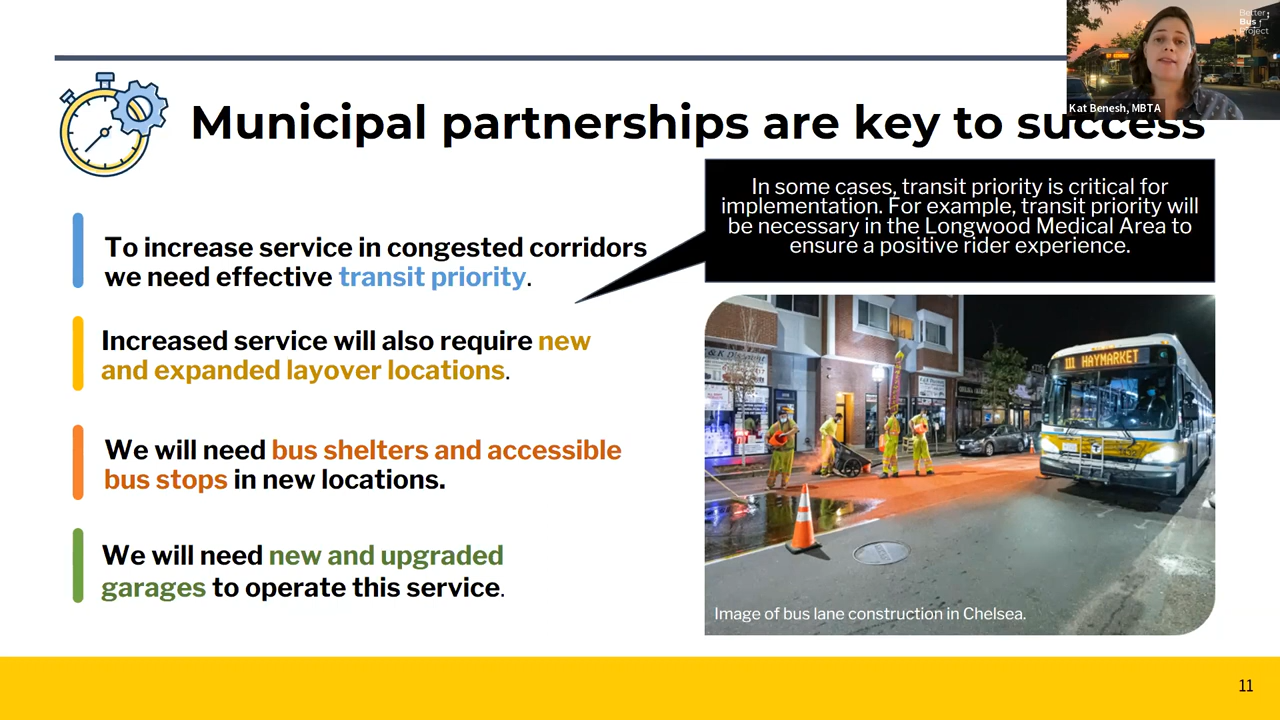 Better
Bus
Project
Kat Benesh, MBTA
Municipal partnerships are key to success
In some cases, transit priority is critical for
implementation. For example, transit priority will
be necessary in the Longwood Medical Area to
ensure a positive rider experience.
To increase service in congested corridors
we need effective transit priority.
Increased service will also require new
and expanded layover locations.
We will need bus shelters and accessible
bus stops in new locations.
We will need new and upgraded
garages to operate this service.
111 HAYMARKET
T
Image of bus lane construction in Chelsea.
11